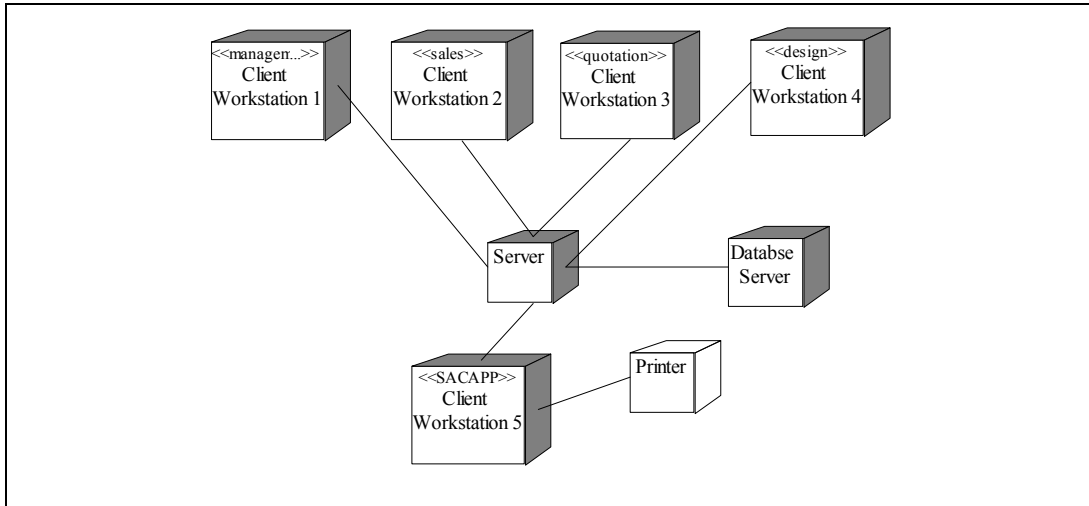 <<managem...>>
Client
Workstation 1
<<sales>>
Client
Workstation 2
<<quotation>>
Client
Workstation 3
<<design>>
Client
Workstation 4
Server
Databse
Server
<<SACAPP>>
Client
Workstation 5
Printer